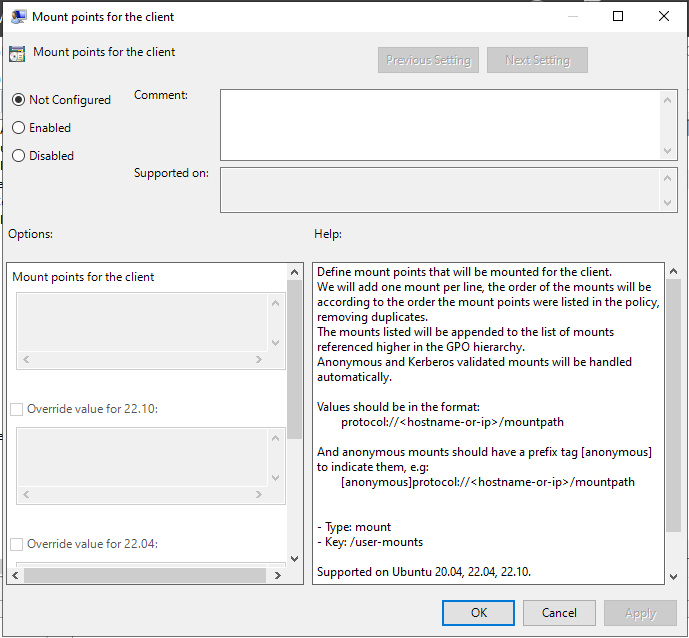 Mount points for the client
Mount points for the client
Previous Setting
Next Setting
Not Configured
Enabled
Disabled
Comment:
Supported on:
Options:
Help:
Mount points for the client
Override value for 22.10:
Override value for 22.04:
Define mount points that will be mounted for the client.
We will add one mount per line, the order of the mounts will be
according to the order the mount points were listed in the policy,
removing duplicates.
The mounts listed will be appended to the list of mounts
referenced higher in the GPO hierarchy.
Anonymous and Kerberos validated mounts will be handled
automatically.
Values should be in the format:
protocol://<hostname-or-ip>/mountpath
And anonymous mounts should have a prefix tag [anonymous]
to indicate them, e.g:
[anonymous]protocol://<hostname-or-ip>/mountpath
- Type: mount
- Key: /user-mounts
Supported on Ubuntu 20.04, 22.04, 22.10.
OK
Cancel
Apply